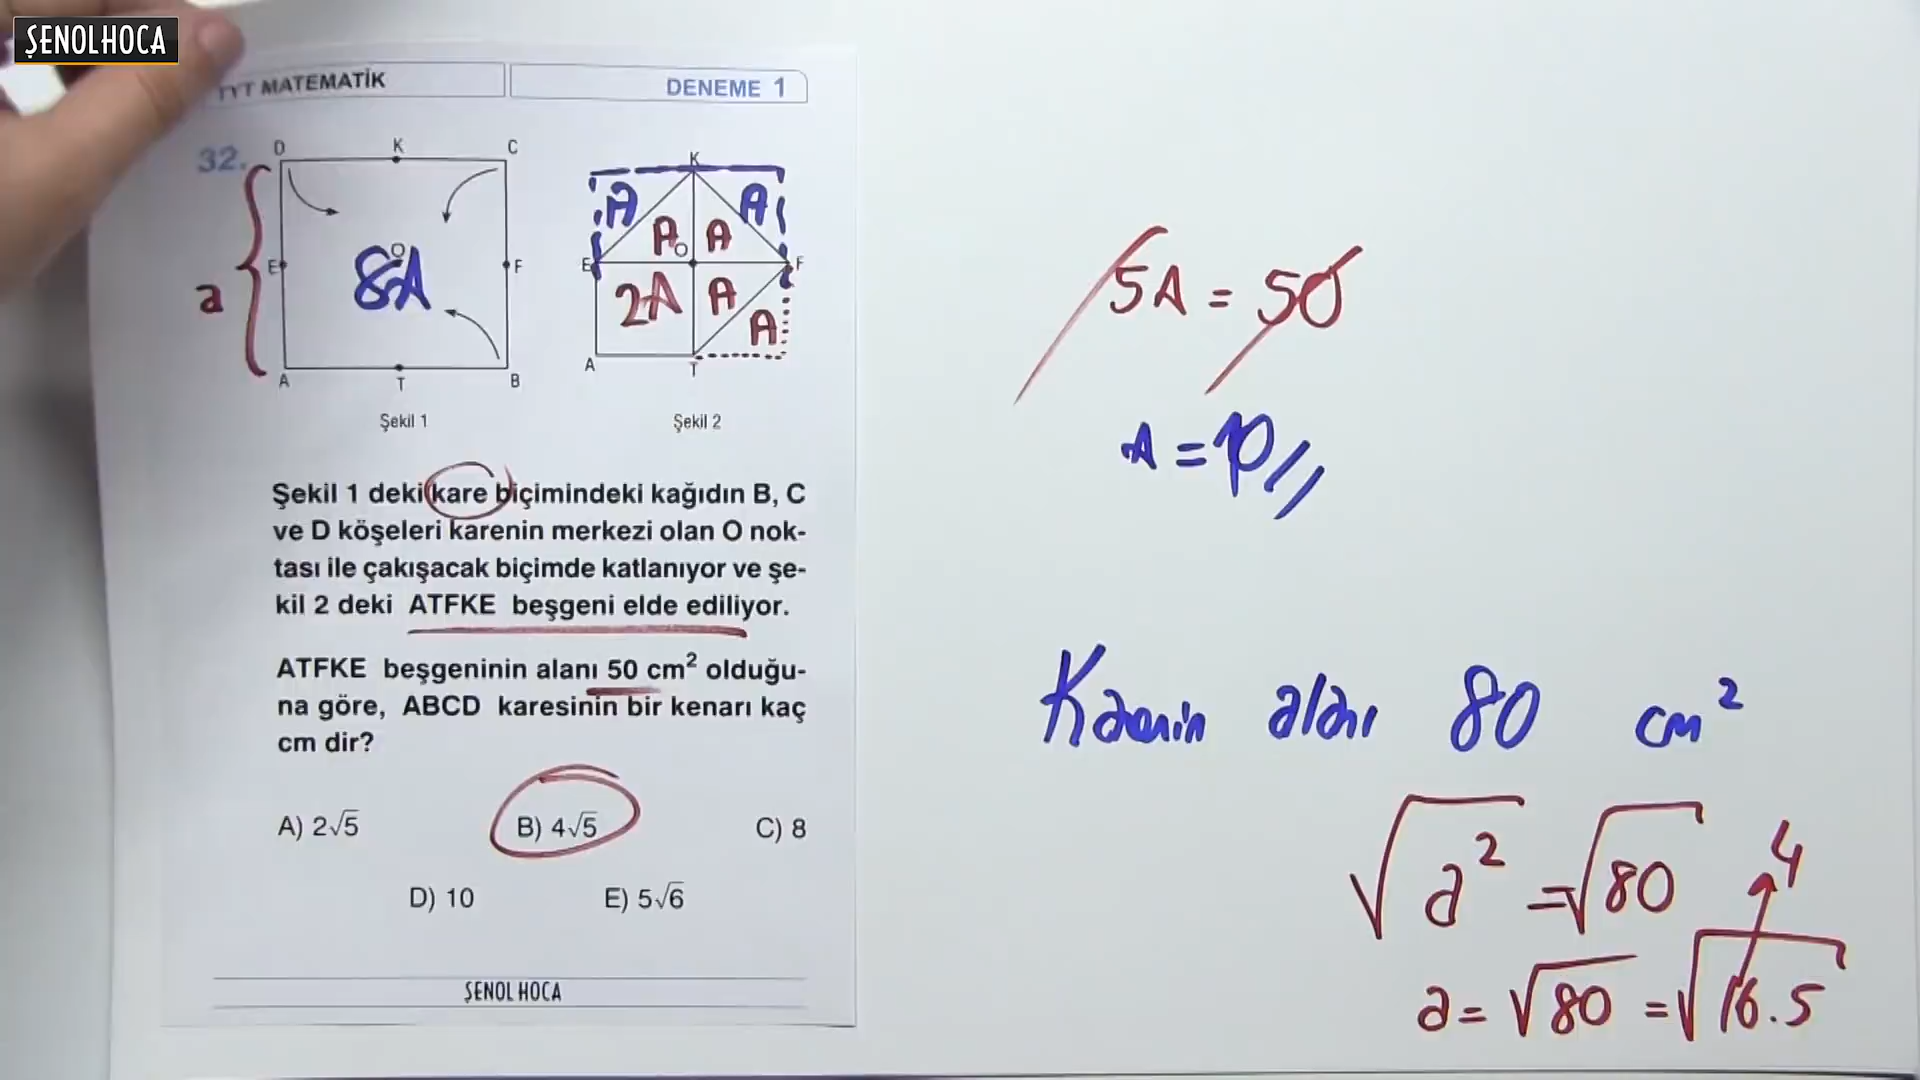 ŞENOLHOCA
TYT MATEMATİK
DENEME 1
32.
D K C
E O F
A T B
a
8A
Şekil 1
K
A A
A A
E O F
2A A
A
A T
Şekil 2
Şekil 1 deki kare biçimindeki kağıdın B, C
ve D köşeleri karenin merkezi olan O nok-
tası ile çakışacak biçimde katlanıyor ve şe-
kil 2 deki ATFKE beşgeni elde ediliyor.
ATFKE beşgeninin alanı 50 cm² olduğu-
na göre, ABCD karesinin bir kenarı kaç
cm dir?
A) 2√5 B) 4√5 C) 8
D) 10 E) 5√6
ŞENOL HOCA
5A = 50
A = 10//
Karenin alanı 80 cm²
√a² = √80
4
a = √80 = √16.5